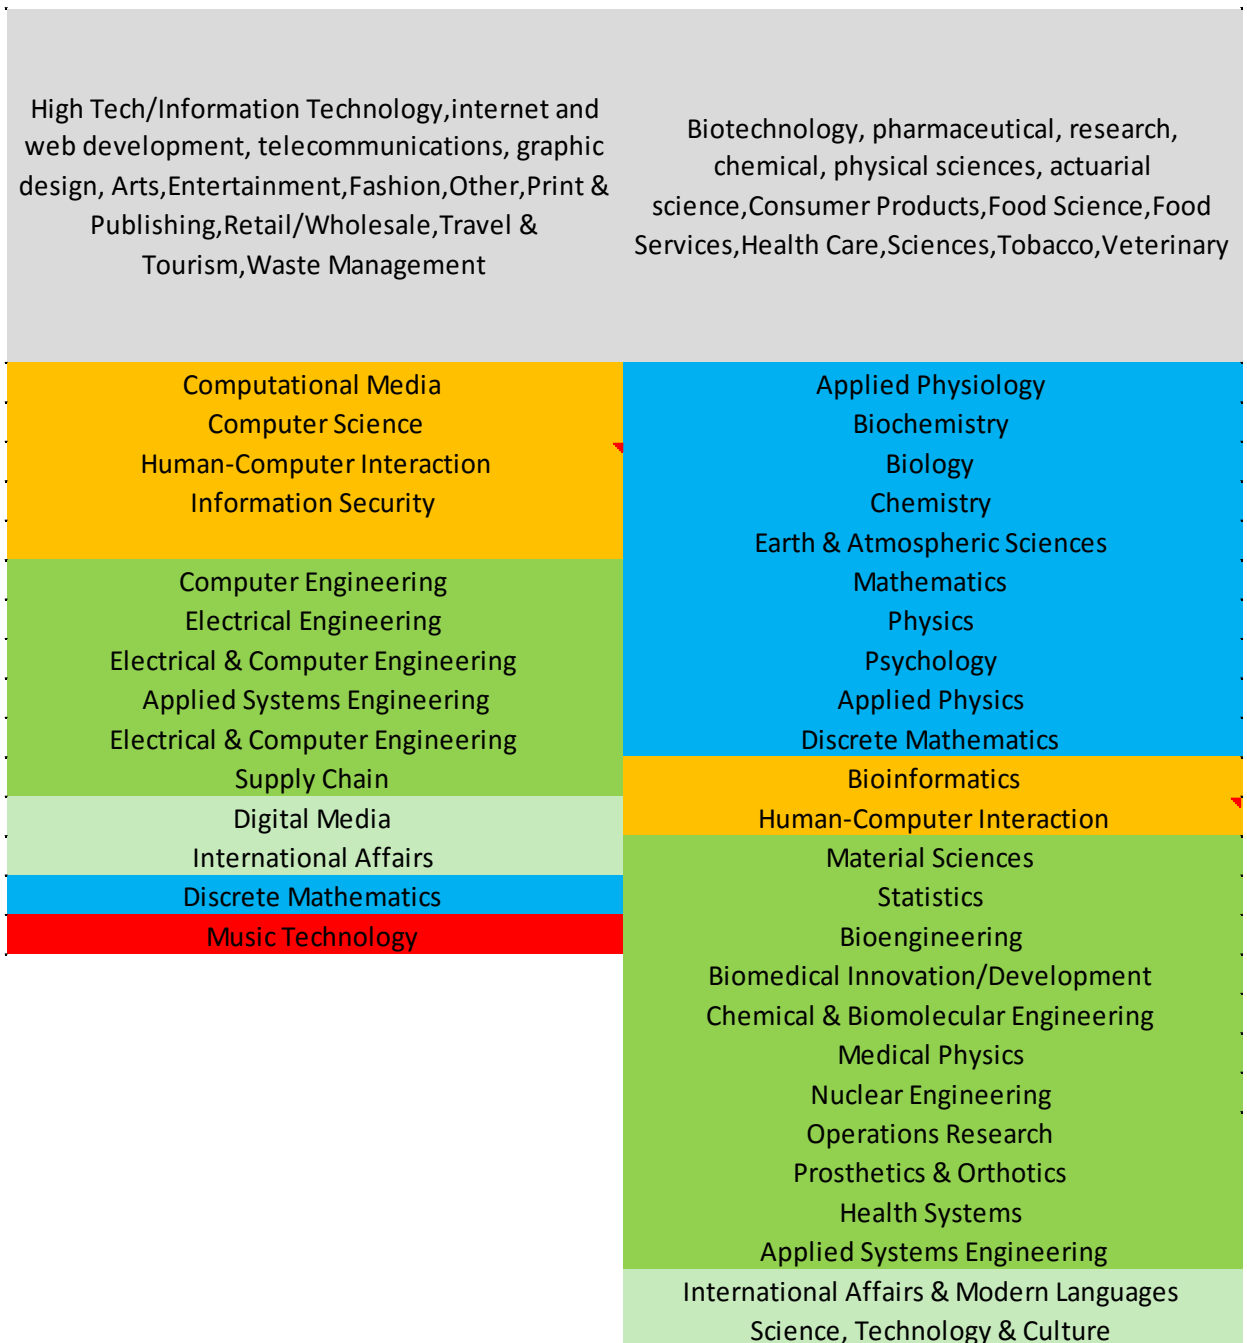 High Tech/Information Technology,internet and
web development, telecommunications, graphic
design, Arts,Entertainment,Fashion,Other,Print &
Publishing,Retail/Wholesale,Travel &
Tourism,Waste Management
Biotechnology, pharmaceutical, research,
chemical, physical sciences, actuarial
science,Consumer Products,Food Science,Food
Services,Health Care,Sciences,Tobacco,Veterinary
Computational Media
Computer Science
Human-Computer Interaction
Information Security
Computer Engineering
Electrical Engineering
Electrical & Computer Engineering
Applied Systems Engineering
Electrical & Computer Engineering
Supply Chain
Digital Media
International Affairs
Discrete Mathematics
Music Technology
Applied Physiology
Biochemistry
Biology
Chemistry
Earth & Atmospheric Sciences
Mathematics
Physics
Psychology
Applied Physics
Discrete Mathematics
Bioinformatics
Human-Computer Interaction
Material Sciences
Statistics
Bioengineering
Biomedical Innovation/Development
Chemical & Biomolecular Engineering
Medical Physics
Nuclear Engineering
Operations Research
Prosthetics & Orthotics
Health Systems
Applied Systems Engineering
International Affairs & Modern Languages
Science, Technology & Culture